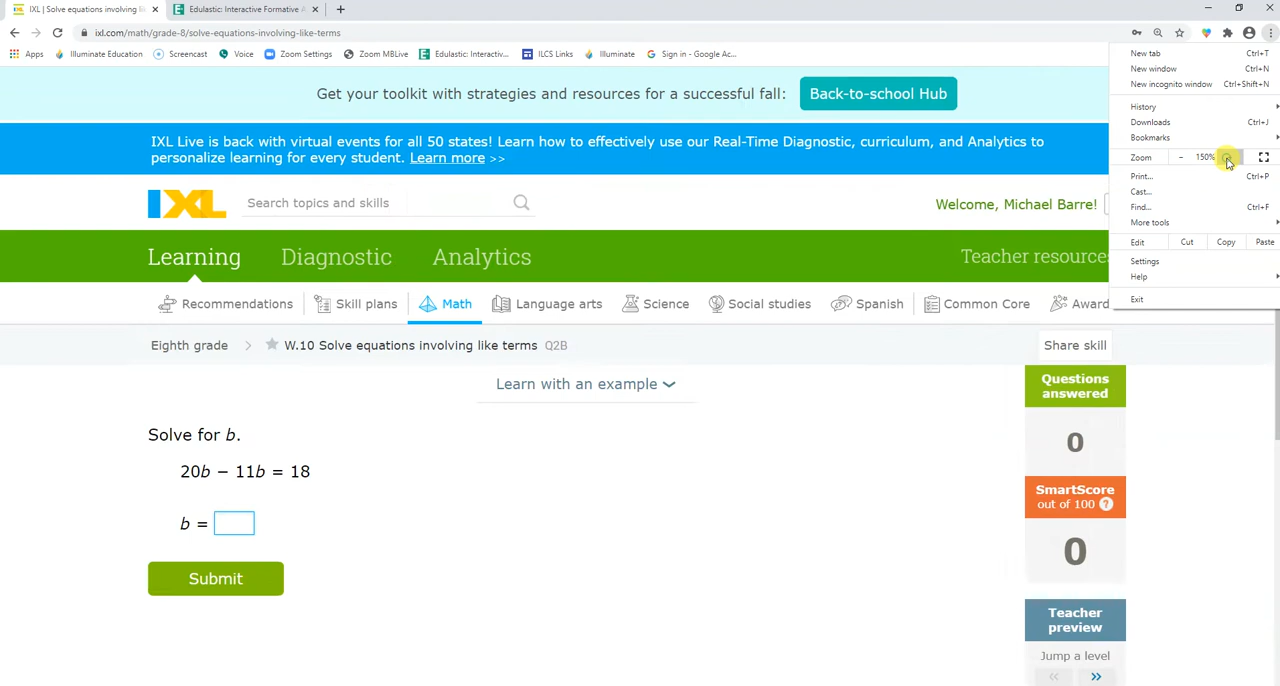 IXL | Solve equations involving li
Edulastic: Interactive Formative A
ixl.com/math/grade-8/solve-equations-involving-like-terms
Apps Illuminate Education Screencast Voice Zoom Settings Zoom MBLive Edulastic: Interactiv... ILCS Links Illuminate Sign in - Google Ac...
New tab Ctrl+T
New window Ctrl+N
New incognito window Ctrl+Shift+N
History
Downloads Ctrl+J
Bookmarks
Zoom - 150%
Print... Ctrl+P
Cast...
Find... Ctrl+F
More tools
Edit Cut Copy Paste
Settings
Help
Exit
Get your toolkit with strategies and resources for a successful fall: Back-to-school Hub
IXL Live is back with virtual events for all 50 states! Learn how to effectively use our Real-Time Diagnostic, curriculum, and Analytics to
personalize learning for every student. Learn more >>
IXL Search topics and skills Welcome, Michael Barre!
Learning Diagnostic Analytics Teacher resources
Recommendations Skill plans Math Language arts Science Social studies Spanish Common Core Award
Eighth grade > W.10 Solve equations involving like terms Q2B Share skill
Learn with an example
Solve for b.
20b − 11b = 18
b =
Submit
Questions
answered
0
SmartScore
out of 100 ?
0
Teacher
preview
Jump a level
<< >>